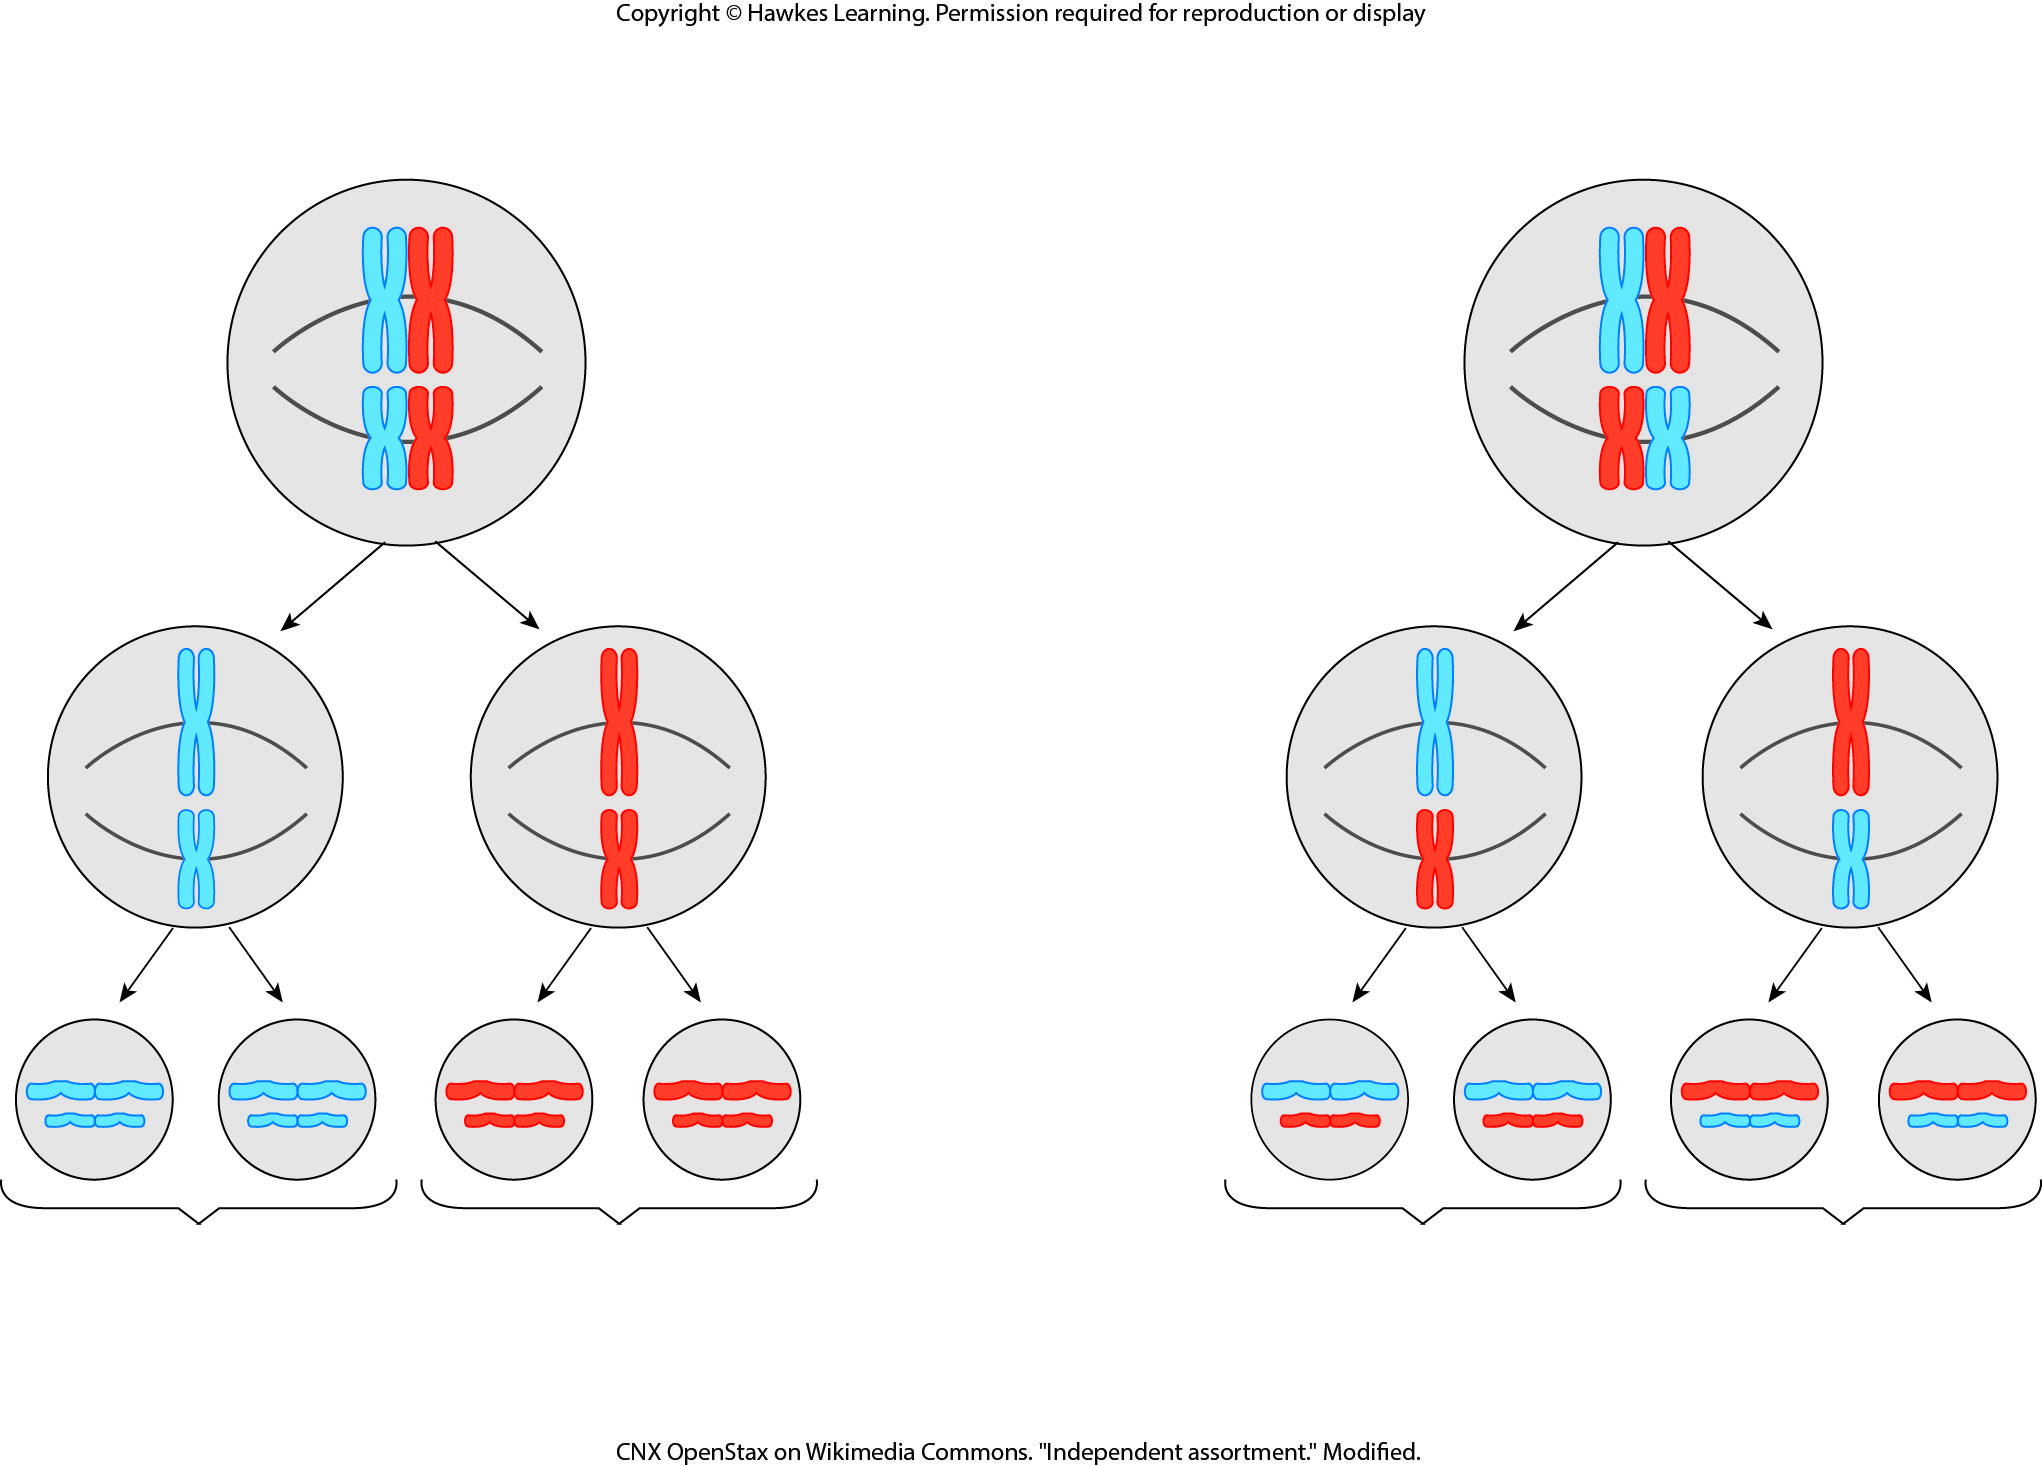 Copyright © Hawkes Learning. Permission required for reproduction or display
CNX OpenStax on Wikimedia Commons. "Independent assortment." Modified.